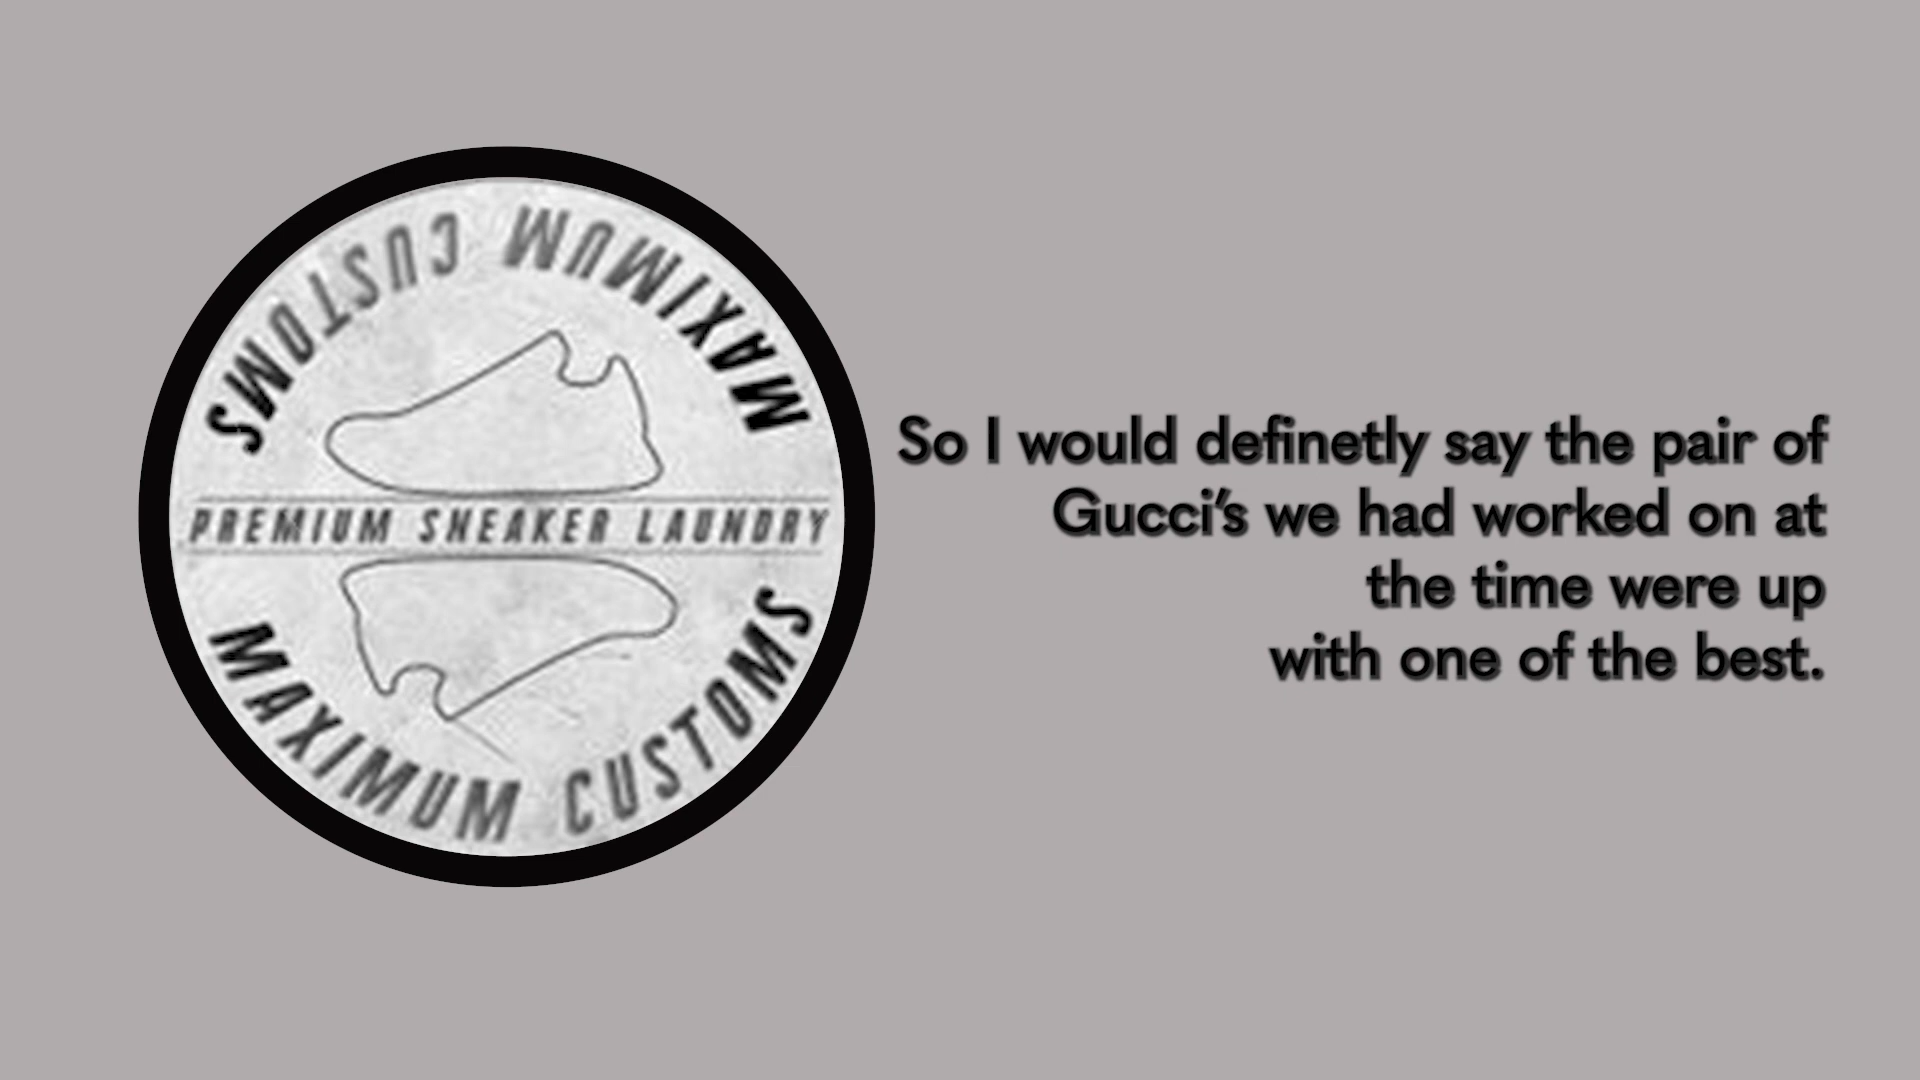 MAXIMUM CUSTOMS
PREMIUM SNEAKER LAUNDRY
MAXIMUM CUSTOMS
So I would definetly say the pair of
Gucci's we had worked on at
the time were up
with one of the best.